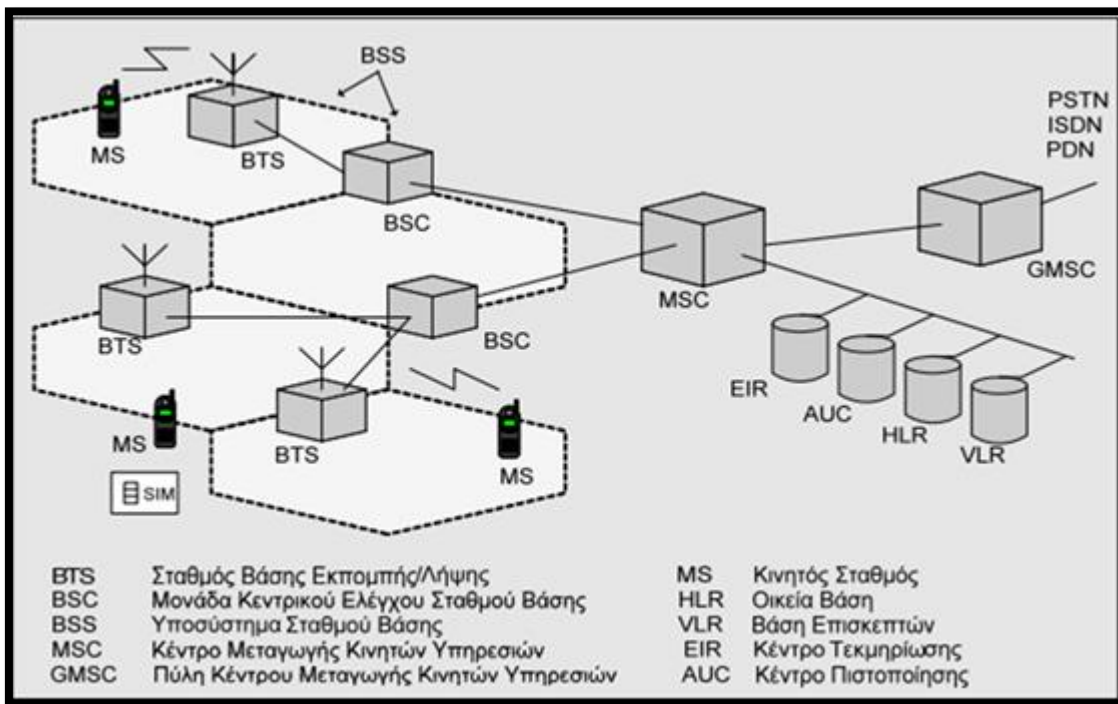 BSS
PSTN
ISDN
PDN
MS
BTS
BSC
MSC
GMSC
BTS
BSC
EIR
AUC
HLR
VLR
MS
BTS
MS
SIM
BTS Σταθμός Βάσης Εκπομπής/Λήψης
BSC Μονάδα Κεντρικού Ελέγχου Σταθμού Βάσης
BSS Υποσύστημα Σταθμού Βάσης
MSC Κέντρο Μεταγωγής Κινητών Υπηρεσιών
GMSC Πύλη Κέντρου Μεταγωγής Κινητών Υπηρεσιών
MS Κινητός Σταθμός
HLR Οικεία Βάση
VLR Βάση Επισκεπτών
EIR Κέντρο Τεκμηρίωσης
AUC Κέντρο Πιστοποίησης